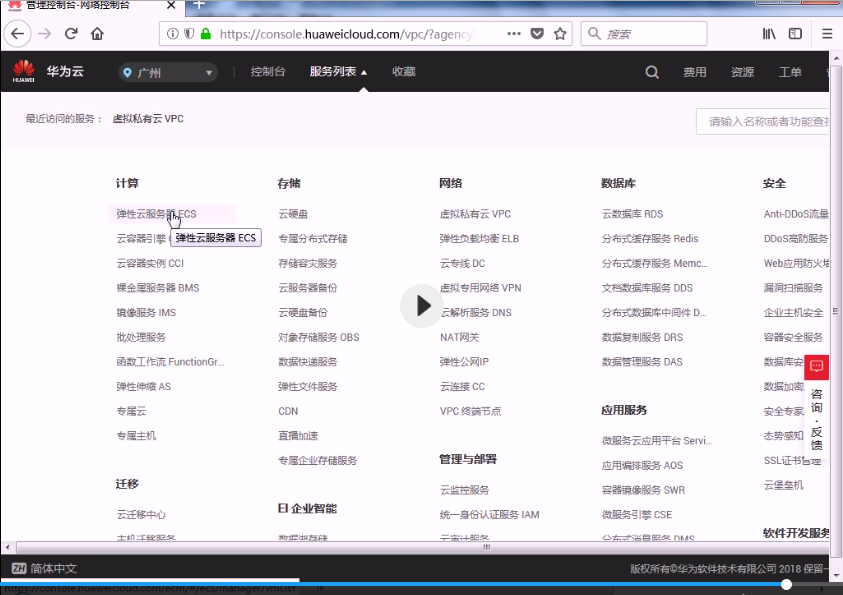 管理控制台-网络控制台
https://console.huaweicloud.com/vpc/?agency
搜索
HUAWEI
华为云
广州
控制台
服务列表
收藏
费用
资源
工单
最近访问的服务：
虚拟私有云 VPC
请输入名称或者功能查找
计算
弹性云服务器 ECS
云容器引擎
弹性云服务器 ECS
云容器实例 CCI
裸金属服务器 BMS
镜像服务 IMS
批处理服务
函数工作流 FunctionGr...
弹性伸缩 AS
专属云
专属主机
迁移
云迁移中心
主机迁移服务
存储
云硬盘
专属分布式存储
存储容灾服务
云服务器备份
云硬盘备份
对象存储服务 OBS
数据快递服务
弹性文件服务
CDN
直播加速
专属企业存储服务
EI 企业智能
数据湖存储
网络
虚拟私有云 VPC
弹性负载均衡 ELB
云专线 DC
虚拟专用网络 VPN
云解析服务 DNS
NAT网关
弹性公网IP
云连接 CC
VPC 终端节点
管理与部署
云监控服务
统一身份认证服务 IAM
云审计服务
数据库
云数据库 RDS
分布式缓存服务 Redis
分布式缓存服务 Memc...
文档数据库服务 DDS
分布式数据库中间件 D...
数据复制服务 DRS
数据管理服务 DAS
应用服务
微服务云应用平台 Servi...
应用编排服务 AOS
容器镜像服务 SWR
微服务引擎 CSE
分布式消息服务 DMS
安全
Anti-DDoS流量
DDoS高防服务
Web应用防火墙
漏洞扫描服务
企业主机安全
容器安全服务
数据库安
数据加密
安全专家
态势感知
SSL证书管理
云堡垒机
软件开发服务
咨询·反馈
ZH 简体中文
版权所有©华为软件技术有限公司 2018 保留一
https://console.huaweicloud.com/ecm/#/ecs/manager/vmList